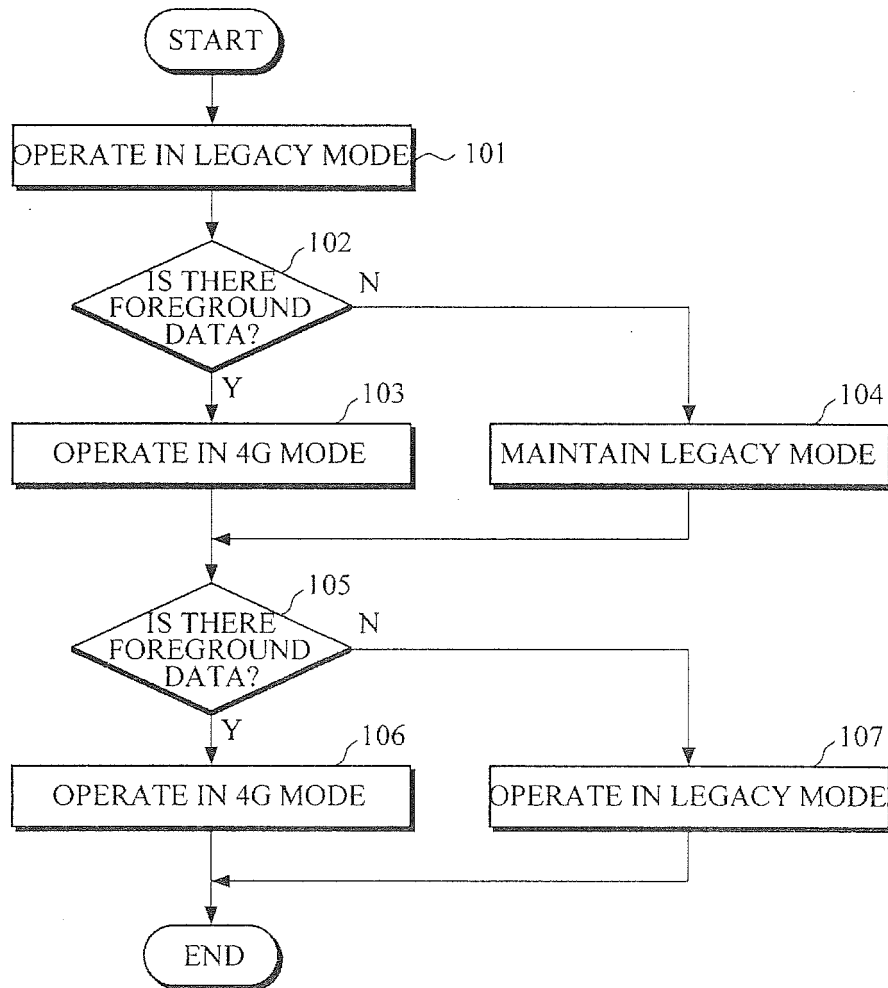 START
OPERATE IN LEGACY MODE
101
102
IS THERE
FOREGROUND
DATA?
N
Y
103
OPERATE IN 4G MODE
104
MAINTAIN LEGACY MODE
105
IS THERE
FOREGROUND
DATA?
N
Y
106
OPERATE IN 4G MODE
107
OPERATE IN LEGACY MODE
END